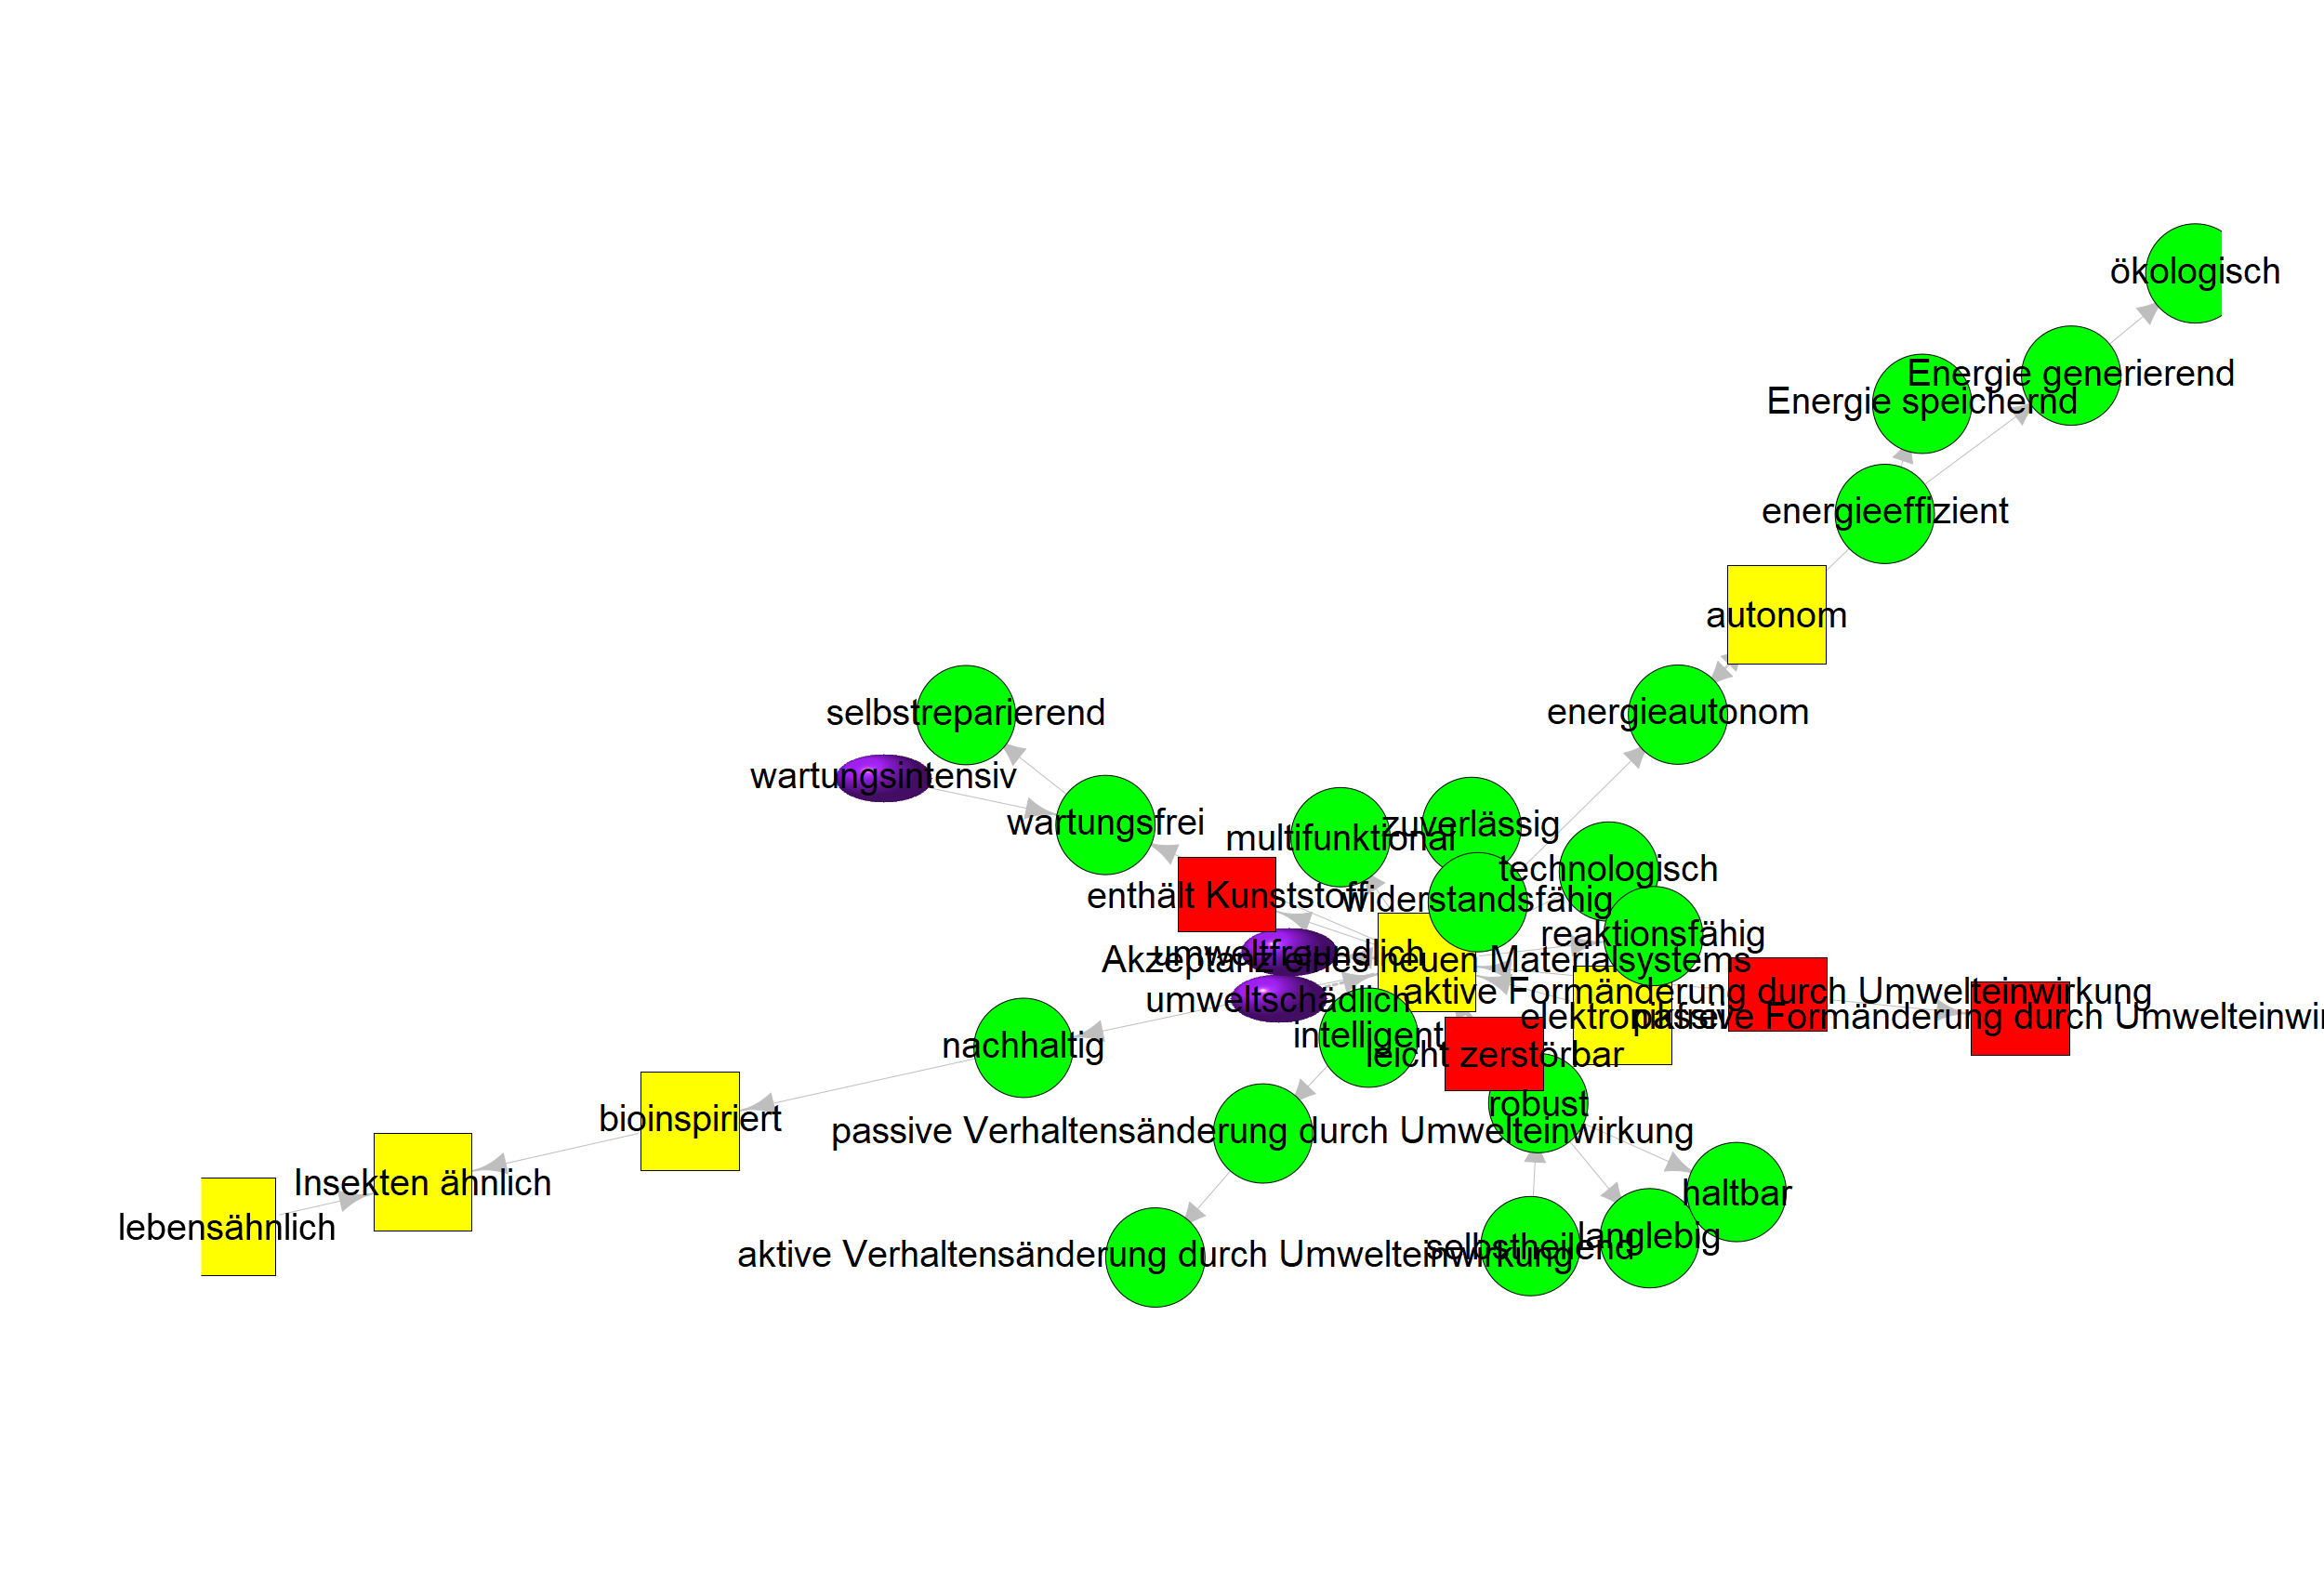 ökologisch
Energie generierend
Energie speichernd
energieeffizient
autonom
energieautonom
selbstreparierend
wartungsintensiv
wartungsfrei
zuverlässig
multifunktional
technologisch
enthält Kunststoff
widerstandsfähig
reaktionsfähig
umweltfreundlich
Akzeptanz eines neuen Materialsystems
umweltschädlich
aktive Formänderung durch Umwelteinwirkung
elektronikfrei
passive Formänderung durch Umwelteinwi
intelligent
nachhaltig
leicht zerstörbar
robust
bioinspiriert
passive Verhaltensänderung durch Umwelteinwirkung
Insekten ähnlich
haltbar
lebensähnlich
langlebig
selbstheilend
aktive Verhaltensänderung durch Umwelteinwirkung